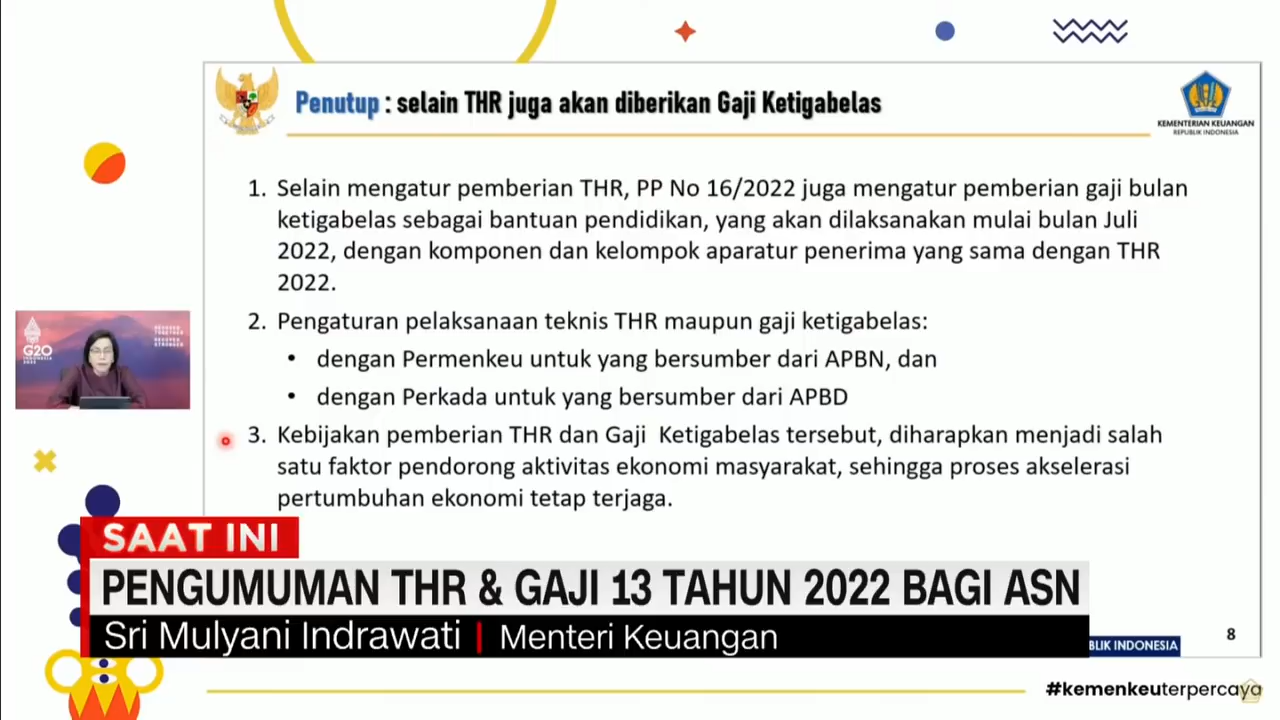 Penutup : selain THR juga akan diberikan Gaji Ketigabelas
KEMENTERIAN KEUANGAN
REPUBLIK INDONESIA
1. Selain mengatur pemberian THR, PP No 16/2022 juga mengatur pemberian gaji bulan
ketigabelas sebagai bantuan pendidikan, yang akan dilaksanakan mulai bulan Juli
2022, dengan komponen dan kelompok aparatur penerima yang sama dengan THR
2022.
2. Pengaturan pelaksanaan teknis THR maupun gaji ketigabelas:
• dengan Permenkeu untuk yang bersumber dari APBN, dan
• dengan Perkada untuk yang bersumber dari APBD
3. Kebijakan pemberian THR dan Gaji  Ketigabelas tersebut, diharapkan menjadi salah
satu faktor pendorong aktivitas ekonomi masyarakat, sehingga proses akselerasi
pertumbuhan ekonomi tetap terjaga.
G20
SAAT INI
PENGUMUMAN THR & GAJI 13 TAHUN 2022 BAGI ASN
Sri Mulyani Indrawati | Menteri Keuangan
BLIK INDONESIA
8
#kemenkeuterpercaya